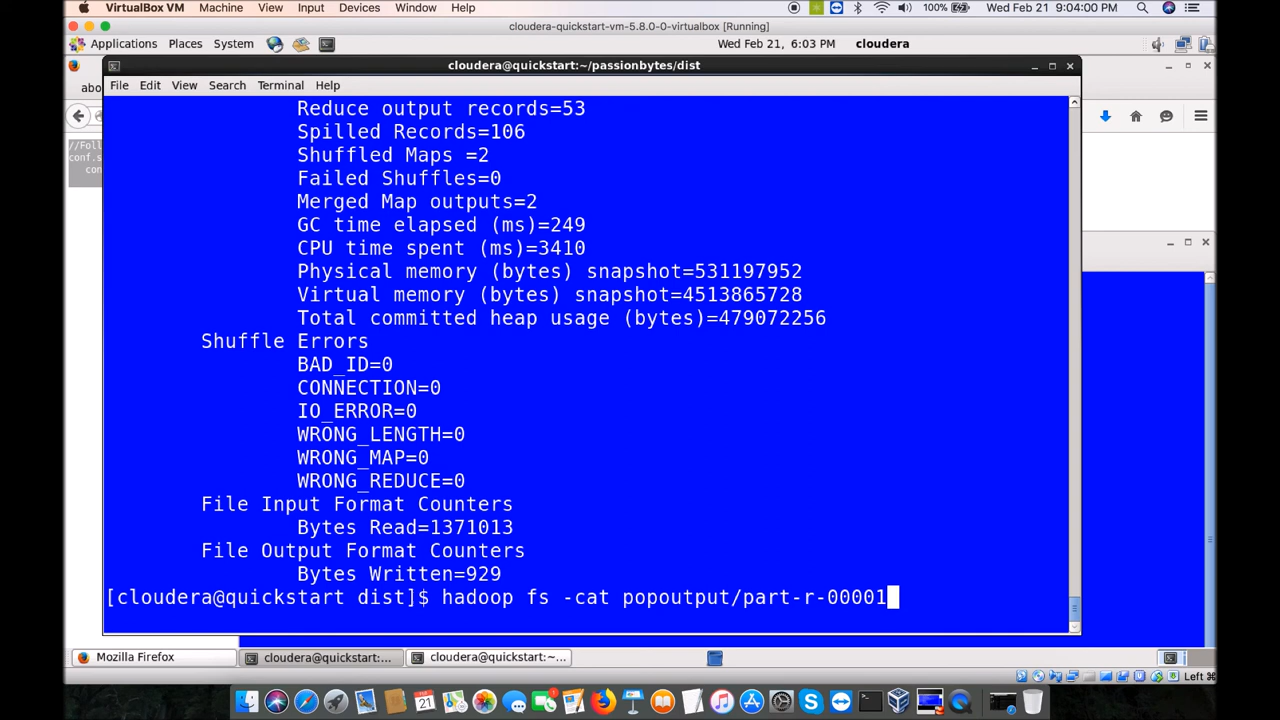 VirtualBox VM Machine View Input Devices Window Help 100% Wed Feb 21 9:04:00 PM
cloudera-quickstart-vm-5.8.0-0-virtualbox [Running]
Applications Places System Wed Feb 21, 6:03 PM cloudera
cloudera@quickstart:~/passionbytes/dist
File Edit View Search Terminal Help
abo
//Foll
conf.s
con
Reduce output records=53
Spilled Records=106
Shuffled Maps =2
Failed Shuffles=0
Merged Map outputs=2
GC time elapsed (ms)=249
CPU time spent (ms)=3410
Physical memory (bytes) snapshot=531197952
Virtual memory (bytes) snapshot=4513865728
Total committed heap usage (bytes)=479072256
Shuffle Errors
BAD_ID=0
CONNECTION=0
IO_ERROR=0
WRONG_LENGTH=0
WRONG_MAP=0
WRONG_REDUCE=0
File Input Format Counters
Bytes Read=1371013
File Output Format Counters
Bytes Written=929
[cloudera@quickstart dist]$ hadoop fs -cat popoutput/part-r-00001
Mozilla Firefox cloudera@quickstart:... cloudera@quickstart:~...
Left ⌘